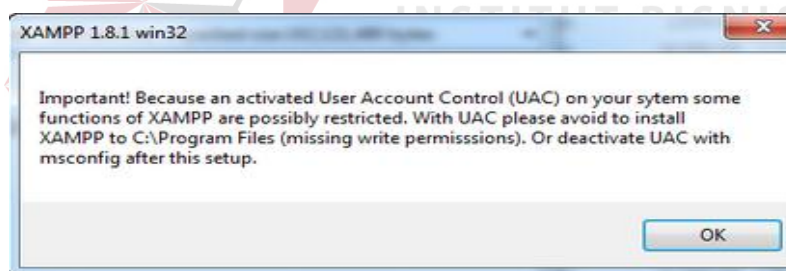 INSTITUT BISNIS
XAMPP 1.8.1 win32
Important! Because an activated User Account Control (UAC) on your sytem some
functions of XAMPP are possibly restricted. With UAC please avoid to install
XAMPP to C:\Program Files (missing write permisssions). Or deactivate UAC with
msconfig after this setup.
OK